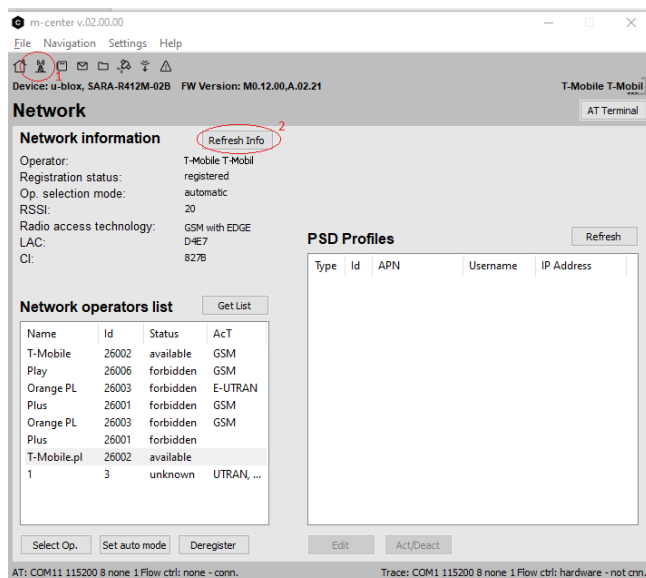 m-center v.02.00.00
File Navigation Settings Help
1
Device: u-blox, SARA-R412M-02B FW Version: M0.12.00,A.02.21 T-Mobile T-Mobil
Network AT Terminal
Network information Refresh Info 2
Operator: T-Mobile T-Mobil
Registration status: registered
Op. selection mode: automatic
RSSI: 20
Radio access technology: GSM with EDGE
LAC: D4E7
CI: 827B
PSD Profiles Refresh
Type Id APN Username IP Address
Network operators list Get List
Name Id Status AcT
T-Mobile 26002 available GSM
Play 26006 forbidden GSM
Orange PL 26003 forbidden E-UTRAN
Plus 26001 forbidden GSM
Orange PL 26003 forbidden GSM
Plus 26001 forbidden
T-Mobile.pl 26002 available
1 3 unknown UTRAN, ...
Select Op. Set auto mode Deregister Edit Act/Deact
AT: COM11 115200 8 none 1 Flow ctrl: none - conn. Trace: COM1 115200 8 none 1 Flow ctrl: hardware - not cnn.